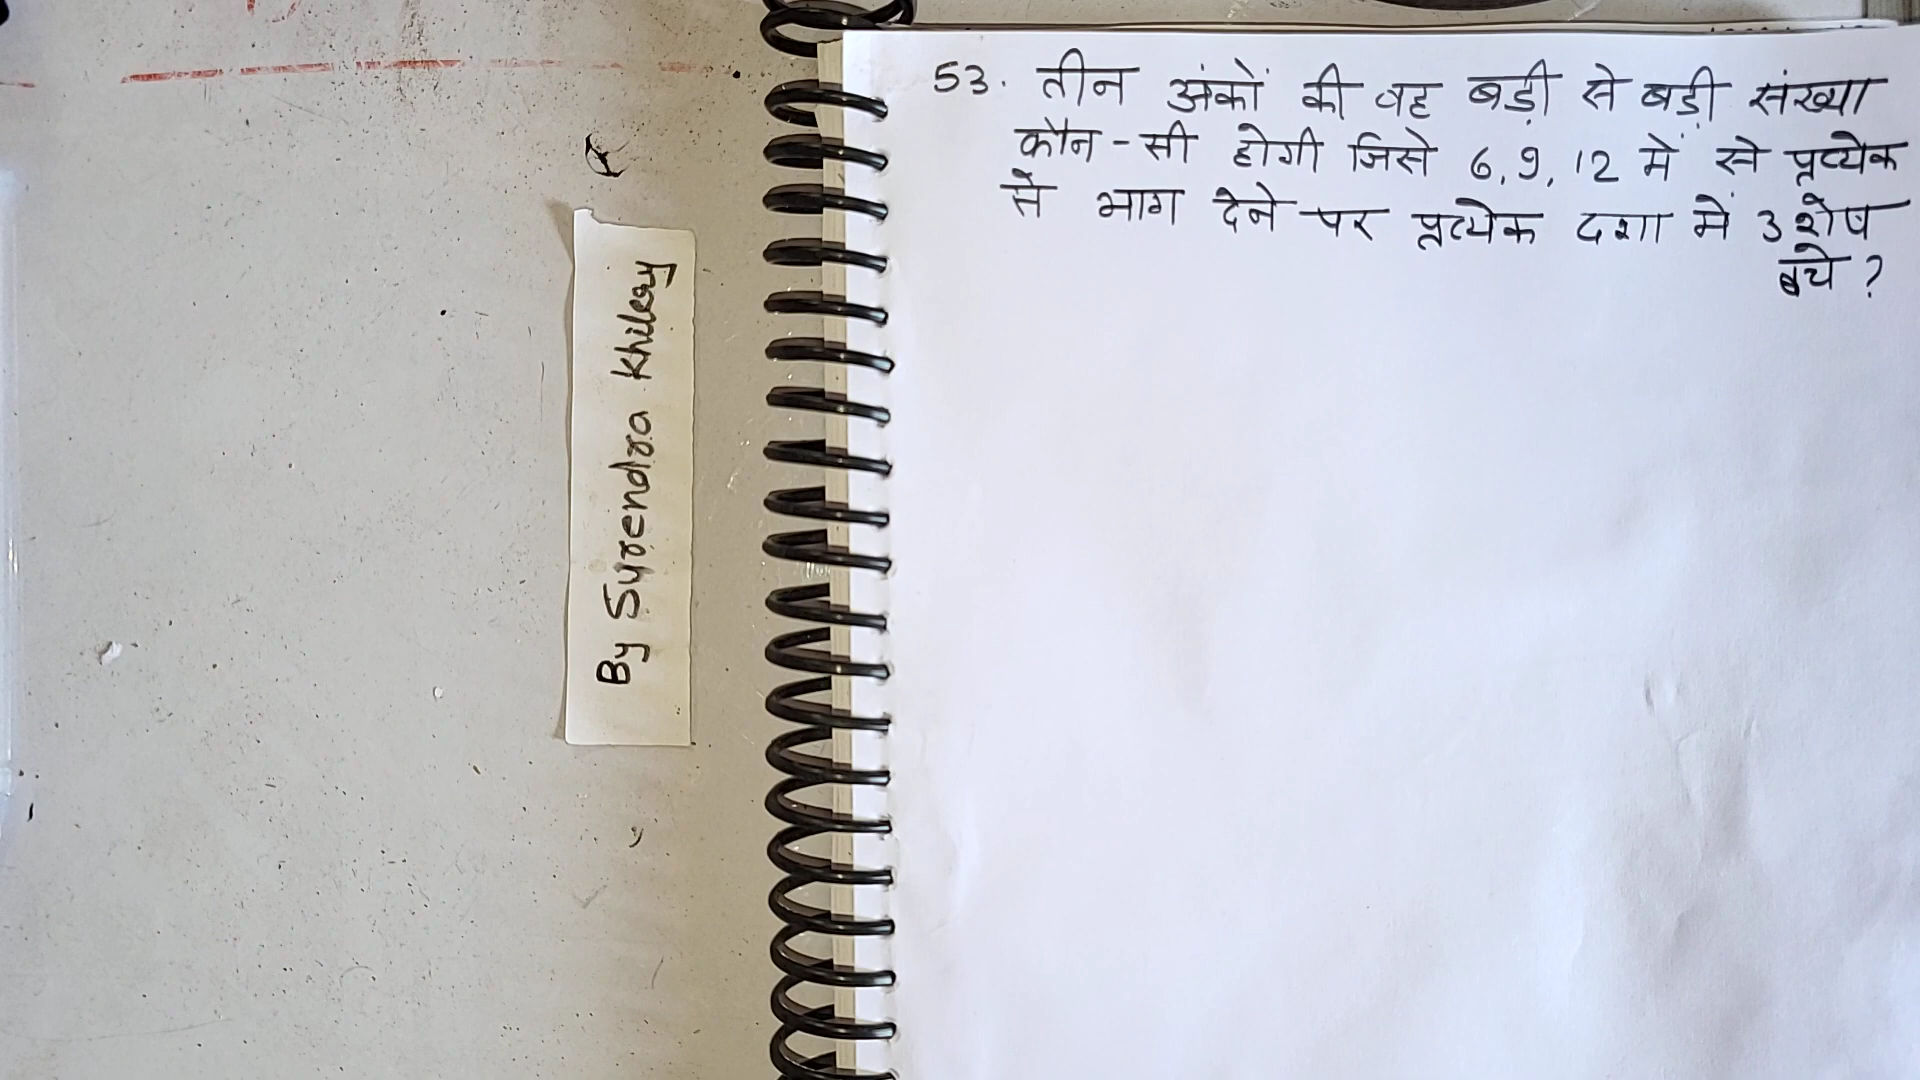 By Surendra Khilery
53. तीन अंकों की वह बड़ी से बड़ी संख्या
कौन-सी होगी जिसे 6, 9, 12 में से प्रत्येक
से भाग देने पर प्रत्येक दशा में 3 शेष
बचे ?